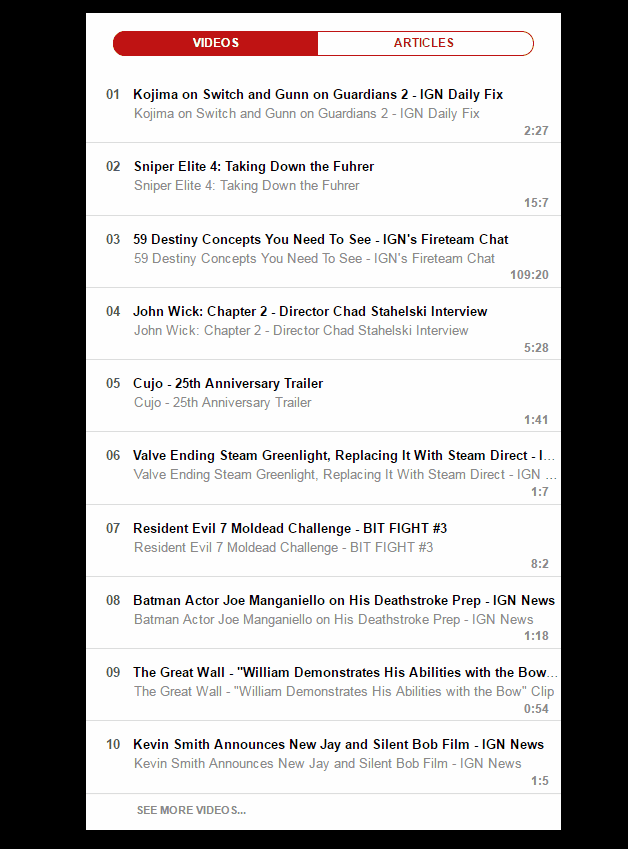 VIDEOS ARTICLES
01 Kojima on Switch and Gunn on Guardians 2 - IGN Daily Fix
Kojima on Switch and Gunn on Guardians 2 - IGN Daily Fix
2:27
02 Sniper Elite 4: Taking Down the Fuhrer
Sniper Elite 4: Taking Down the Fuhrer
15:7
03 59 Destiny Concepts You Need To See - IGN's Fireteam Chat
59 Destiny Concepts You Need To See - IGN's Fireteam Chat
109:20
04 John Wick: Chapter 2 - Director Chad Stahelski Interview
John Wick: Chapter 2 - Director Chad Stahelski Interview
5:28
05 Cujo - 25th Anniversary Trailer
Cujo - 25th Anniversary Trailer
1:41
06 Valve Ending Steam Greenlight, Replacing It With Steam Direct - I...
Valve Ending Steam Greenlight, Replacing It With Steam Direct - IGN ...
1:7
07 Resident Evil 7 Moldead Challenge - BIT FIGHT #3
Resident Evil 7 Moldead Challenge - BIT FIGHT #3
8:2
08 Batman Actor Joe Manganiello on His Deathstroke Prep - IGN News
Batman Actor Joe Manganiello on His Deathstroke Prep - IGN News
1:18
09 The Great Wall - "William Demonstrates His Abilities with the Bow...
The Great Wall - "William Demonstrates His Abilities with the Bow" Clip
0:54
10 Kevin Smith Announces New Jay and Silent Bob Film - IGN News
Kevin Smith Announces New Jay and Silent Bob Film - IGN News
1:5
SEE MORE VIDEOS...